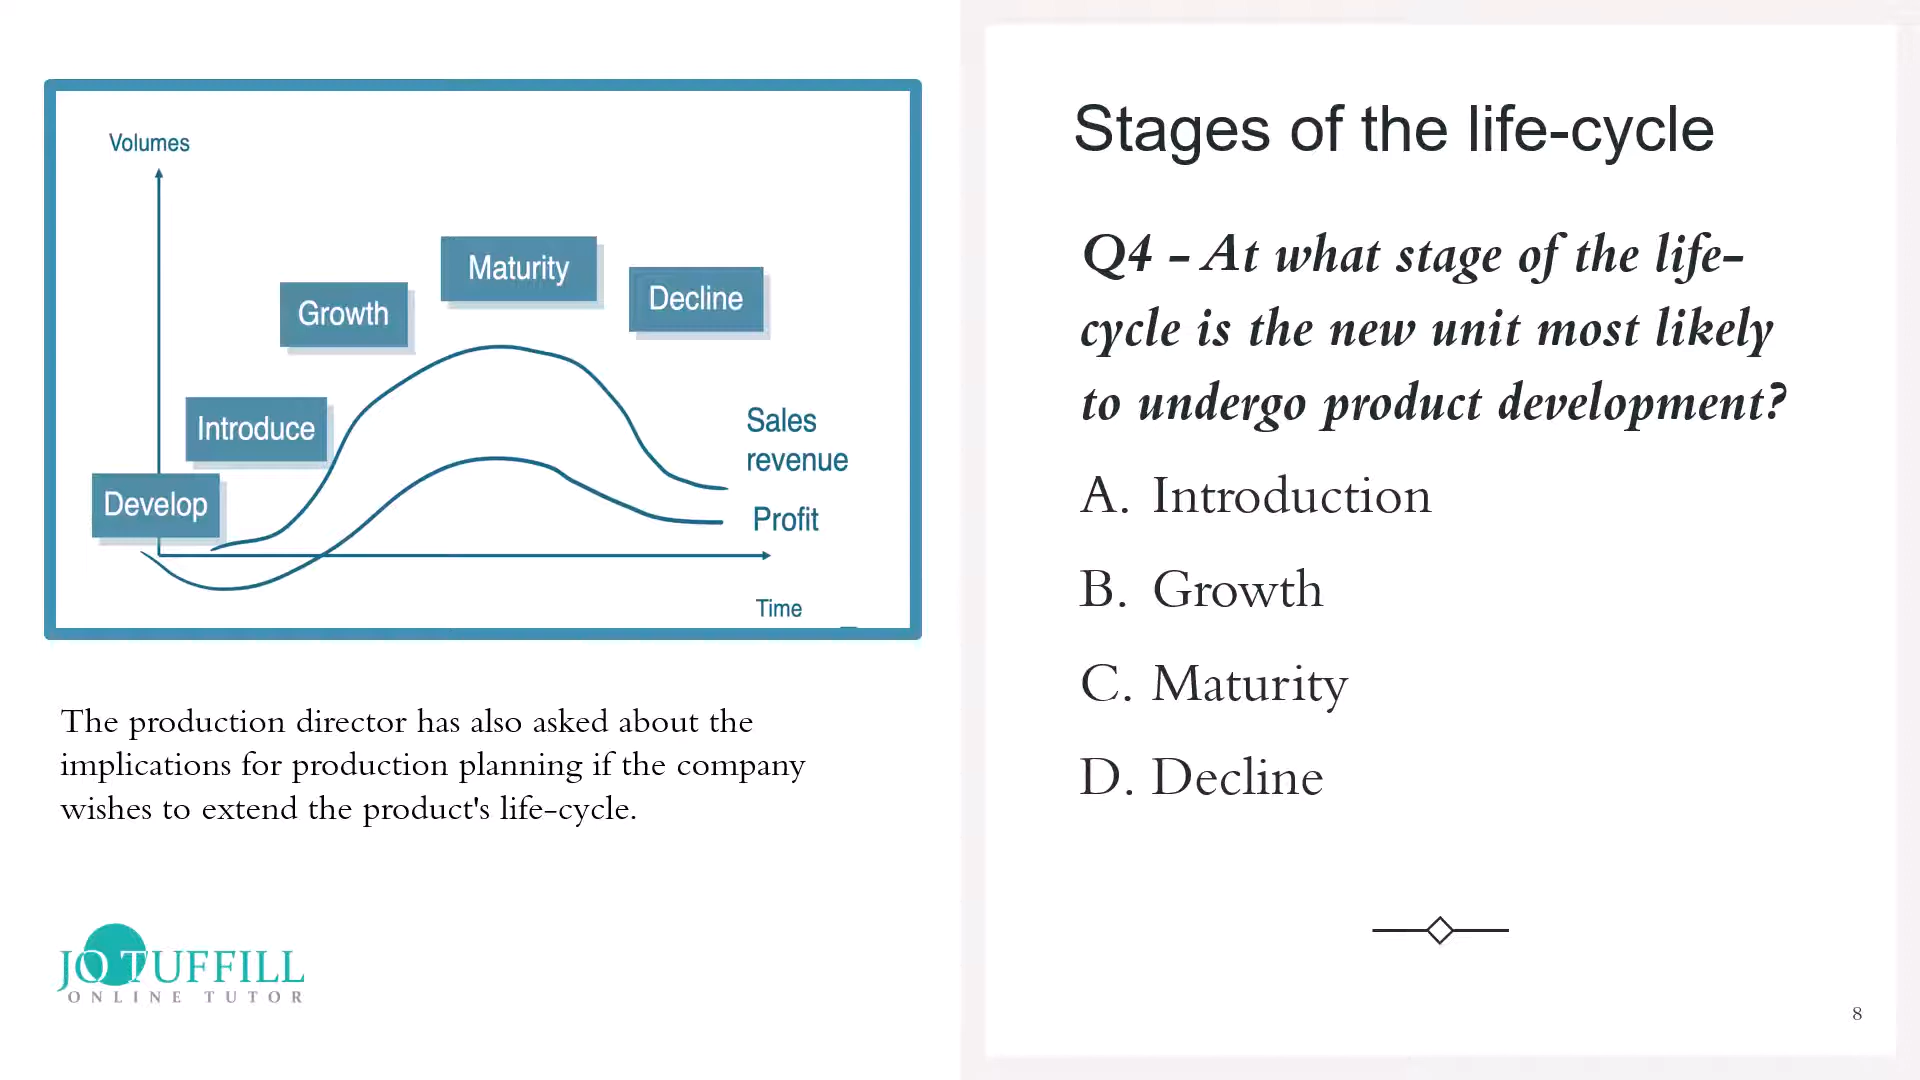 Volumes
Maturity
Decline
Growth
Introduce
Develop
Sales
revenue
Profit
Time
The production director has also asked about the
implications for production planning if the company
wishes to extend the product's life-cycle.
JO TUFFILL
ONLINE TUTOR
Stages of the life-cycle
Q4 - At what stage of the life-
cycle is the new unit most likely
to undergo product development?
A. Introduction
B. Growth
C. Maturity
D. Decline
8